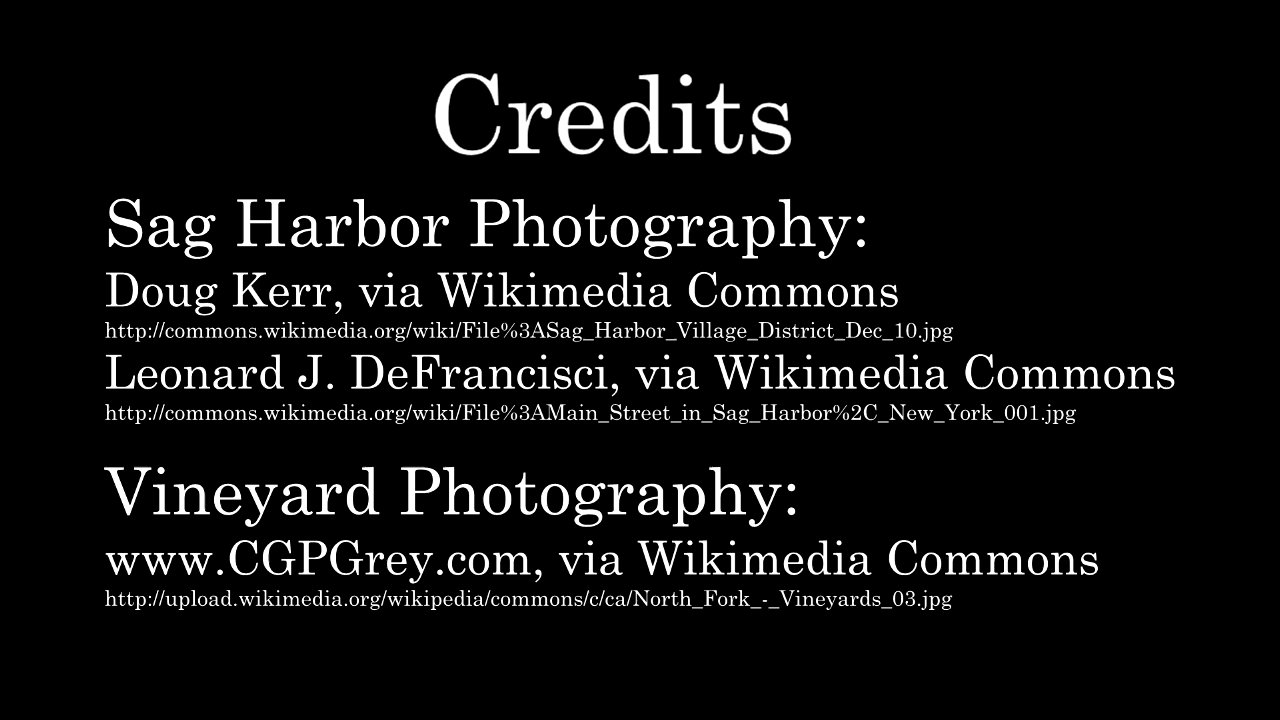 Credits
Sag Harbor Photography:
Doug Kerr, via Wikimedia Commons
http://commons.wikimedia.org/wiki/File%3ASag_Harbor_Village_District_Dec_10.jpg
Leonard J. DeFrancisci, via Wikimedia Commons
http://commons.wikimedia.org/wiki/File%3AMain_Street_in_Sag_Harbor%2C_New_York_001.jpg
Vineyard Photography:
www.CGPGrey.com, via Wikimedia Commons
http://upload.wikimedia.org/wikipedia/commons/c/ca/North_Fork_-_Vineyards_03.jpg